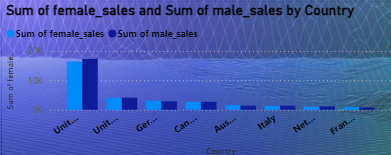 Sum of female_sales and Sum of male_sales by Country
Sum of female_sales Sum of male_sales
20K
10K
0K
Sum of female...
Unit... Unit... Ger... Can... Aus... Italy Net... Fran...
Country